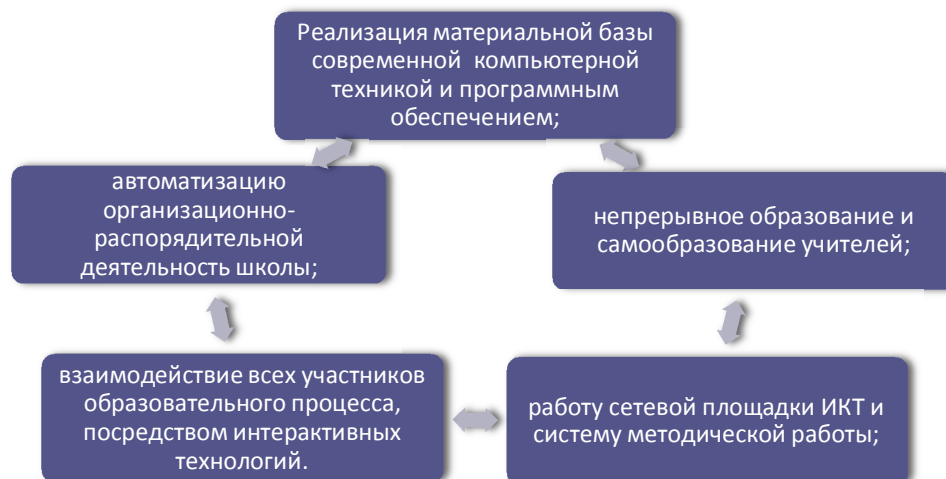 Реализация материальной базы
современной компьютерной
техникой и программным
обеспечением;
автоматизацию
организационно-
распорядительной
деятельность школы;
непрерывное образование и
самообразование учителей;
взаимодействие всех участников
образовательного процесса,
посредством интерактивных
технологий.
работу сетевой площадки ИКТ и
систему методической работы;